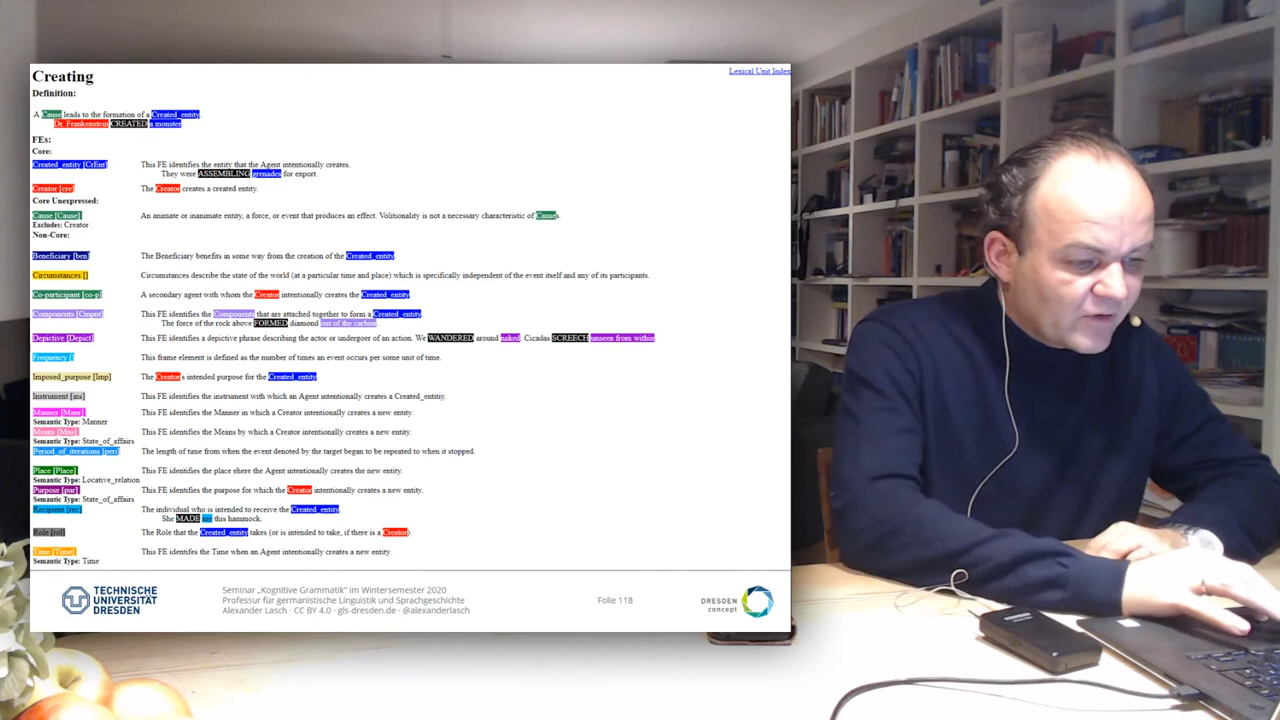 Creating
Lexical Unit Index
Definition:
A Cause leads to the formation of a Created_entity.
Dr. Frankenstein CREATED a monster.
FEs:
Core:
Created_entity [CrEnt]
This FE identifies the entity that the Agent intentionally creates.
They were ASSEMBLING grenades for export.
Creator [cre]
The Creator creates a created entity.
Core Unexpressed:
Cause [Cause]
An animate or inanimate entity, a force, or event that produces an effect. Volitionality is not a necessary characteristic of Causes.
Excludes: Creator
Non-Core:
Beneficiary [ben]
The Beneficiary benefits in some way from the creation of the Created_entity.
Circumstances []
Circumstances describe the state of the world (at a particular time and place) which is specifically independent of the event itself and any of its participants.
Co-participant [co-p]
A secondary agent with whom the Creator intentionally creates the Created_entity.
Components [Cmpnt]
This FE identifies the Components that are attached together to form a Created_entity.
The force of the rock above FORMED diamond out of the carbon.
Depictive [Depict]
This FE identifies a depictive phrase describing the actor or undergoer of an action. We WANDERED around naked. Cicadas SCREECH unseen from within
Frequency []
This frame element is defined as the number of times an event occurs per some unit of time.
Imposed_purpose [Imp]
The Creator's intended purpose for the Created_entity.
Instrument [ins]
This FE identifies the instrument with which an Agent intentionally creates a Created_entitiy.
Manner [Manr]
This FE identifies the Manner in which a Creator intentionally creates a new entity.
Semantic Type: Manner
Means [Mns]
This FE identifies the Means by which a Creator intentionally creates a new entity.
Semantic Type: State_of_affairs
Period_of_iterations [peri]
The length of time from when the event denoted by the target began to be repeated to when it stopped.
Place [Place]
This FE identifies the place ehere the Agent intentionally creates the new entity.
Semantic Type: Locative_relation
Purpose [pur]
This FE identifies the purpose for which the Creator intentionally creates a new entity.
Semantic Type: State_of_affairs
Recipient [rec]
The individual who is intended to receive the Created_entity.
She MADE me this hammock.
Role [rol]
The Role that the Created_entity takes (or is intended to take, if there is a Creator)
Time [Time]
This FE identifes the Time when an Agent intentionally creates a new entity.
Semantic Type: Time
TECHNISCHE
UNIVERSITÄT
DRESDEN
Seminar „Kognitive Grammatik“ im Wintersemester 2020
Professur für germanistische Linguistik und Sprachgeschichte
Alexander Lasch · CC BY 4.0 · gls-dresden.de · @alexanderlasch
Folie 118
DRESDEN
concept